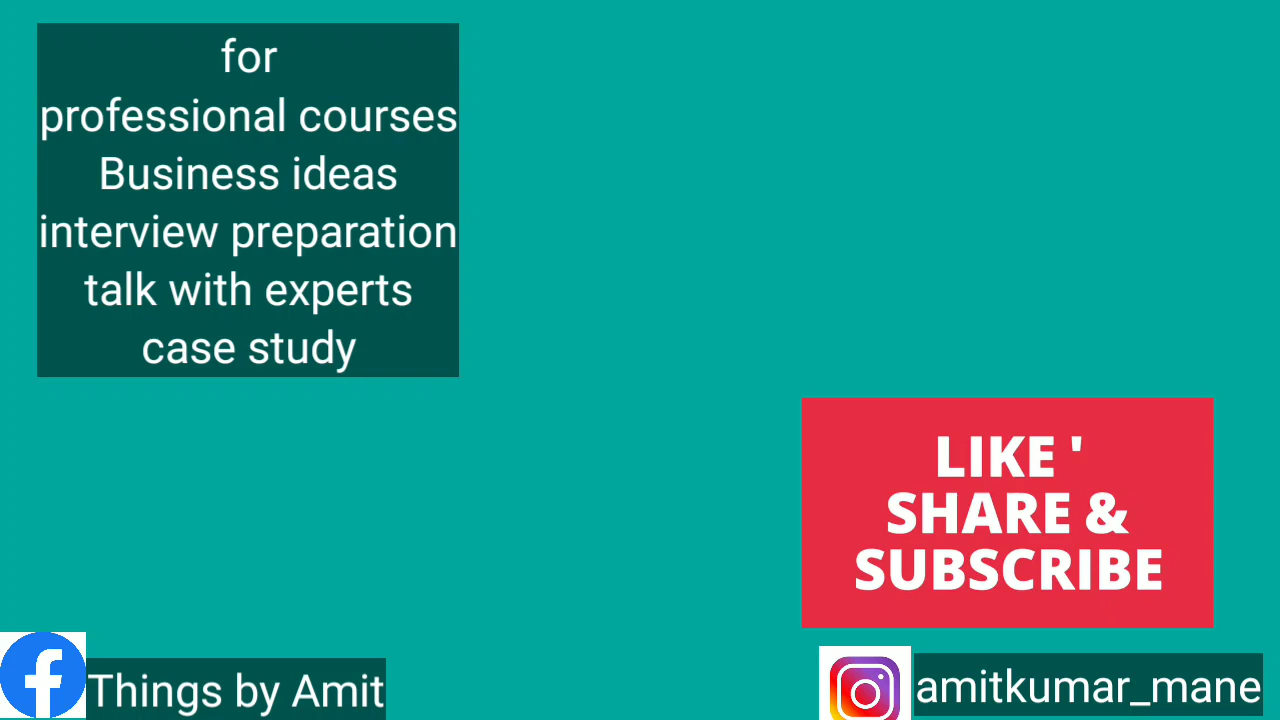 for
professional courses
Business ideas
interview preparation
talk with experts
case study
LIKE '
SHARE &
SUBSCRIBE
Things by Amit
amitkumar_mane